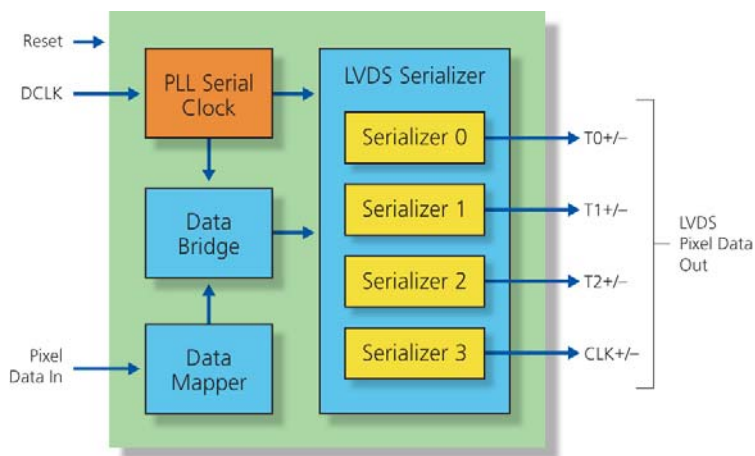 Reset
DCLK
PLL Serial
Clock
LVDS Serializer
Serializer 0
T0+/–
Data
Bridge
Serializer 1
T1+/–
LVDS
Pixel Data
Out
Serializer 2
T2+/–
Pixel
Data In
Data
Mapper
Serializer 3
CLK+/–